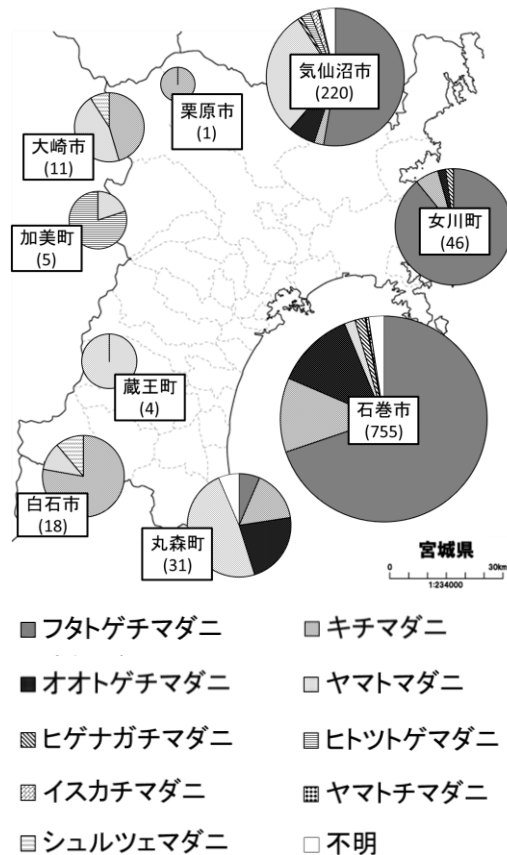 気仙沼市
(220)
栗原市
(1)
大崎市
(11)
加美町
(5)
女川町
(46)
蔵王町
(4)
石巻市
(755)
白石市
(18)
丸森町
(31)
宮城県
0 30km
1:234000
フタトゲチマダニ
キチマダニ
オオトゲチマダニ
ヤマトマダニ
ヒゲナガチマダニ
ヒトツトゲマダニ
イスカチマダニ
ヤマトチマダニ
シュルツェマダニ
不明